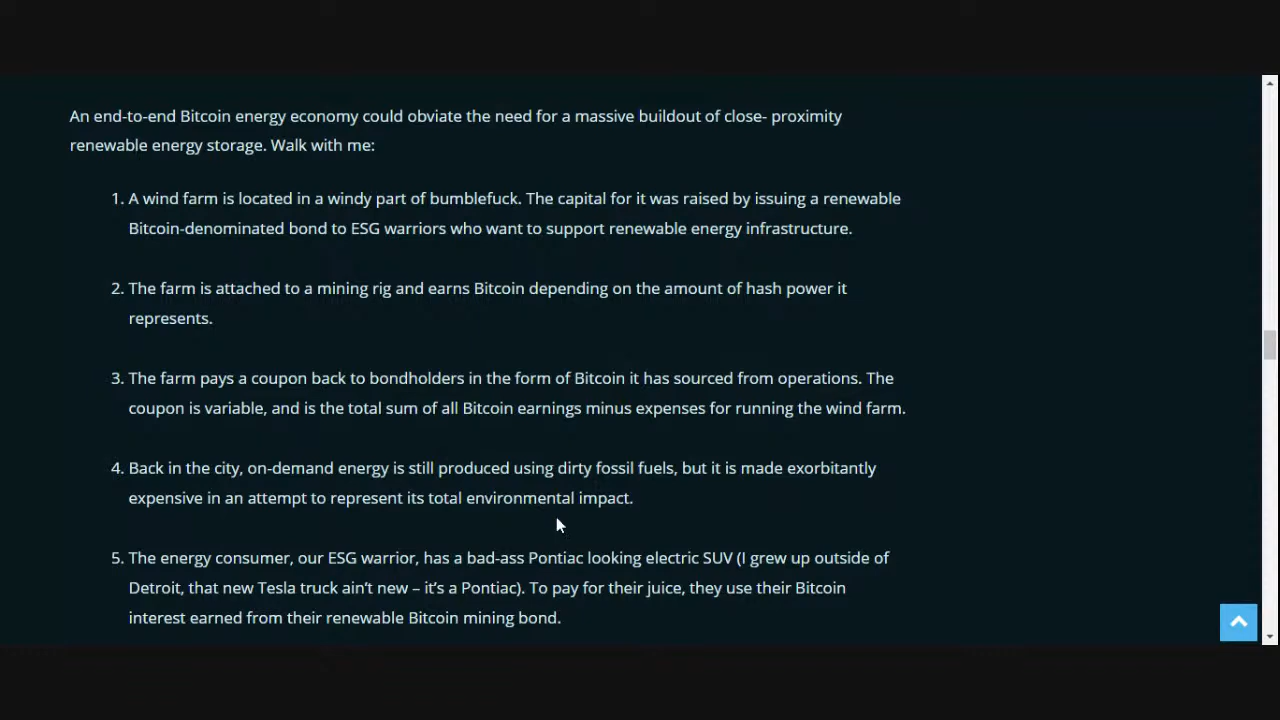 An end-to-end Bitcoin energy economy could obviate the need for a massive buildout of close- proximity
renewable energy storage. Walk with me:
1. A wind farm is located in a windy part of bumblefuck. The capital for it was raised by issuing a renewable
Bitcoin-denominated bond to ESG warriors who want to support renewable energy infrastructure.
2. The farm is attached to a mining rig and earns Bitcoin depending on the amount of hash power it
represents.
3. The farm pays a coupon back to bondholders in the form of Bitcoin it has sourced from operations. The
coupon is variable, and is the total sum of all Bitcoin earnings minus expenses for running the wind farm.
4. Back in the city, on-demand energy is still produced using dirty fossil fuels, but it is made exorbitantly
expensive in an attempt to represent its total environmental impact.
5. The energy consumer, our ESG warrior, has a bad-ass Pontiac looking electric SUV (I grew up outside of
Detroit, that new Tesla truck ain't new – it's a Pontiac). To pay for their juice, they use their Bitcoin
interest earned from their renewable Bitcoin mining bond.